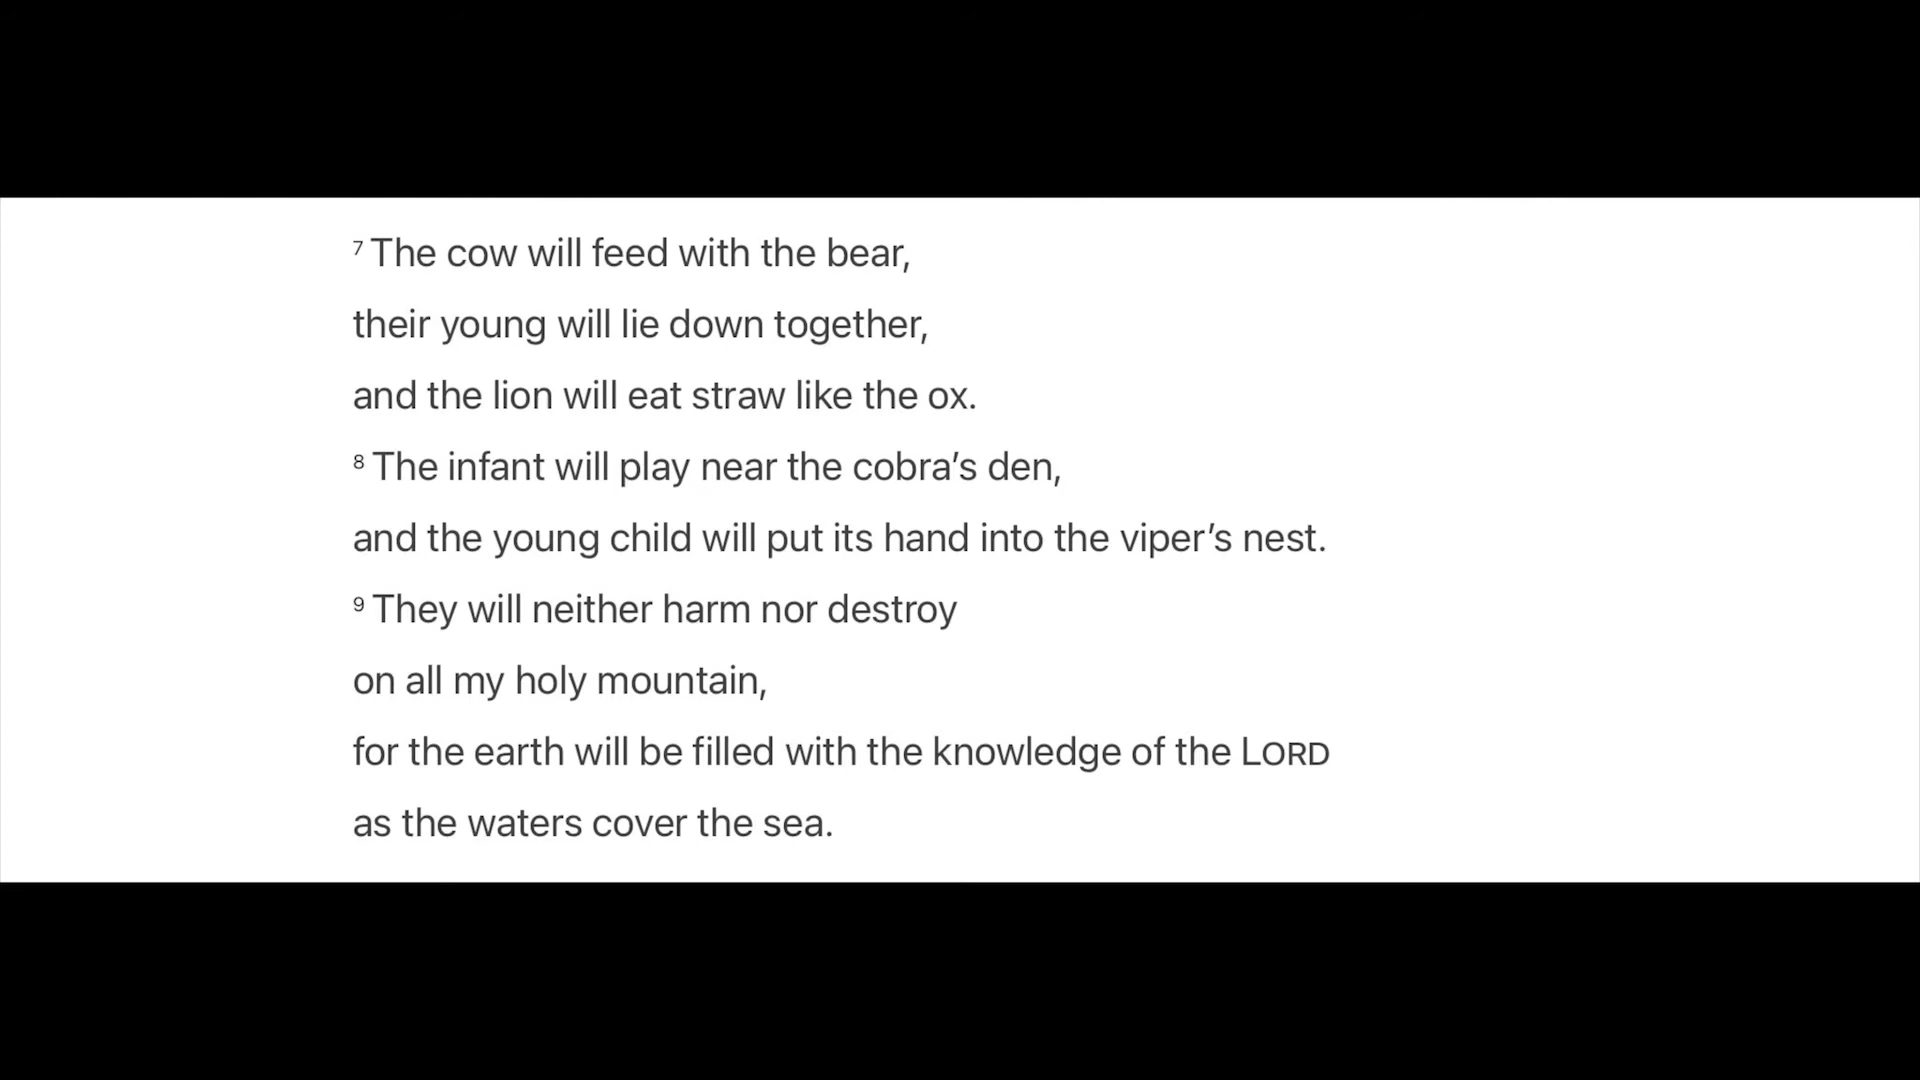 7 The cow will feed with the bear,
their young will lie down together,
and the lion will eat straw like the ox.
8 The infant will play near the cobra’s den,
and the young child will put its hand into the viper’s nest.
9 They will neither harm nor destroy
on all my holy mountain,
for the earth will be filled with the knowledge of the LORD
as the waters cover the sea.